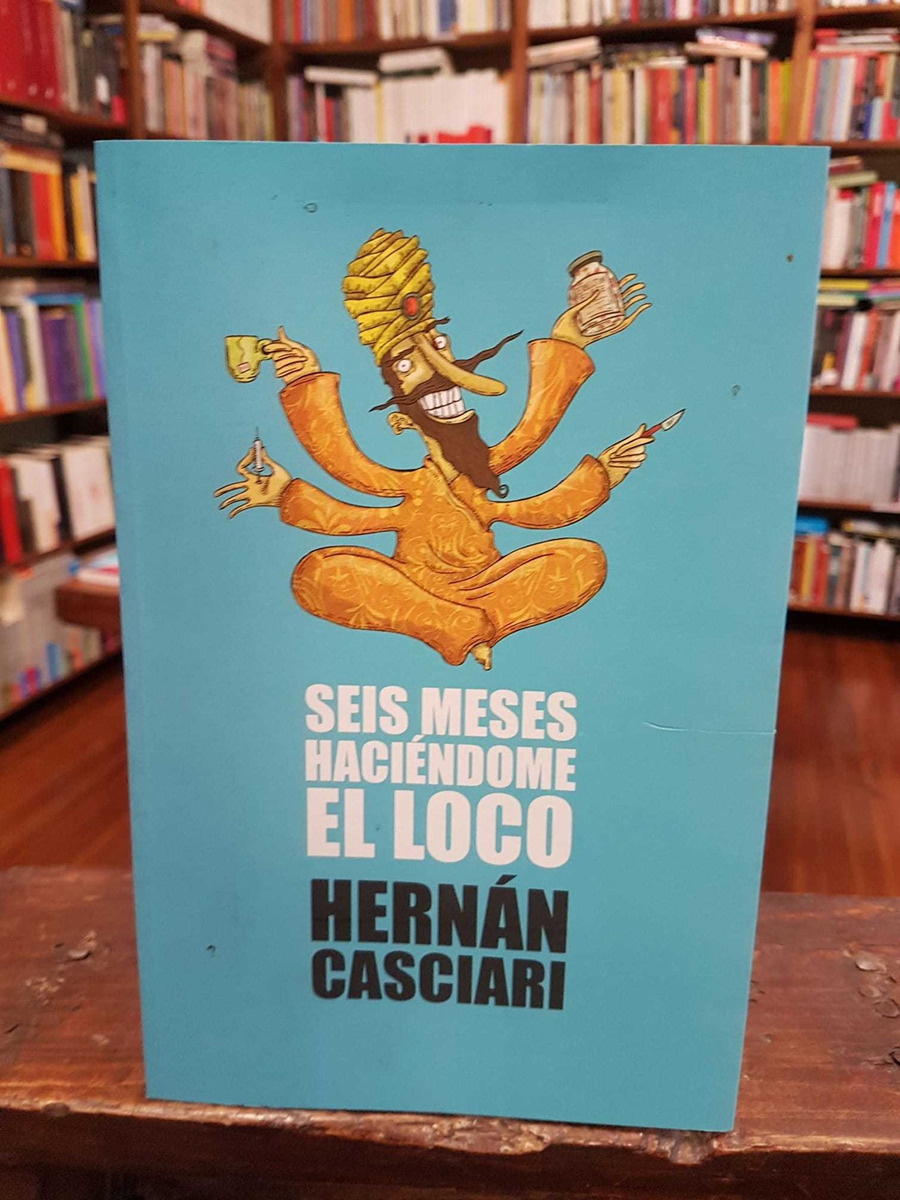 SEIS MESES
HACIÉNDOME
EL LOCO
HERNÁN
CASCIARI